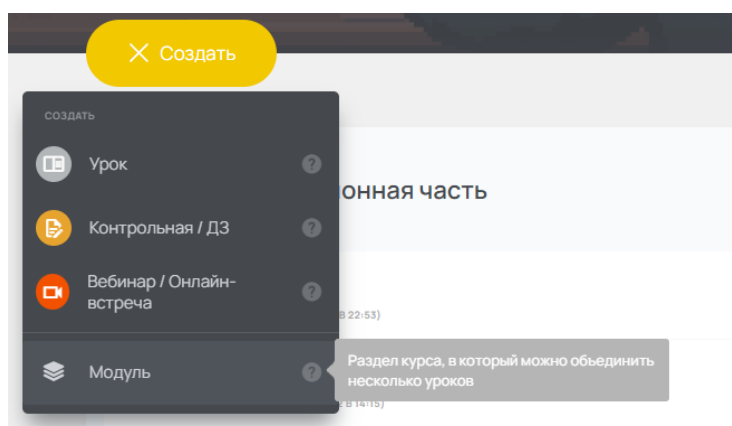 Создать
СОЗДАТЬ
Урок
онная часть
Контрольная / ДЗ
Вебинар / Онлайн-
встреча
В 22:53)
Модуль
Раздел курса, в который можно объединить
несколько уроков
В 14:15)